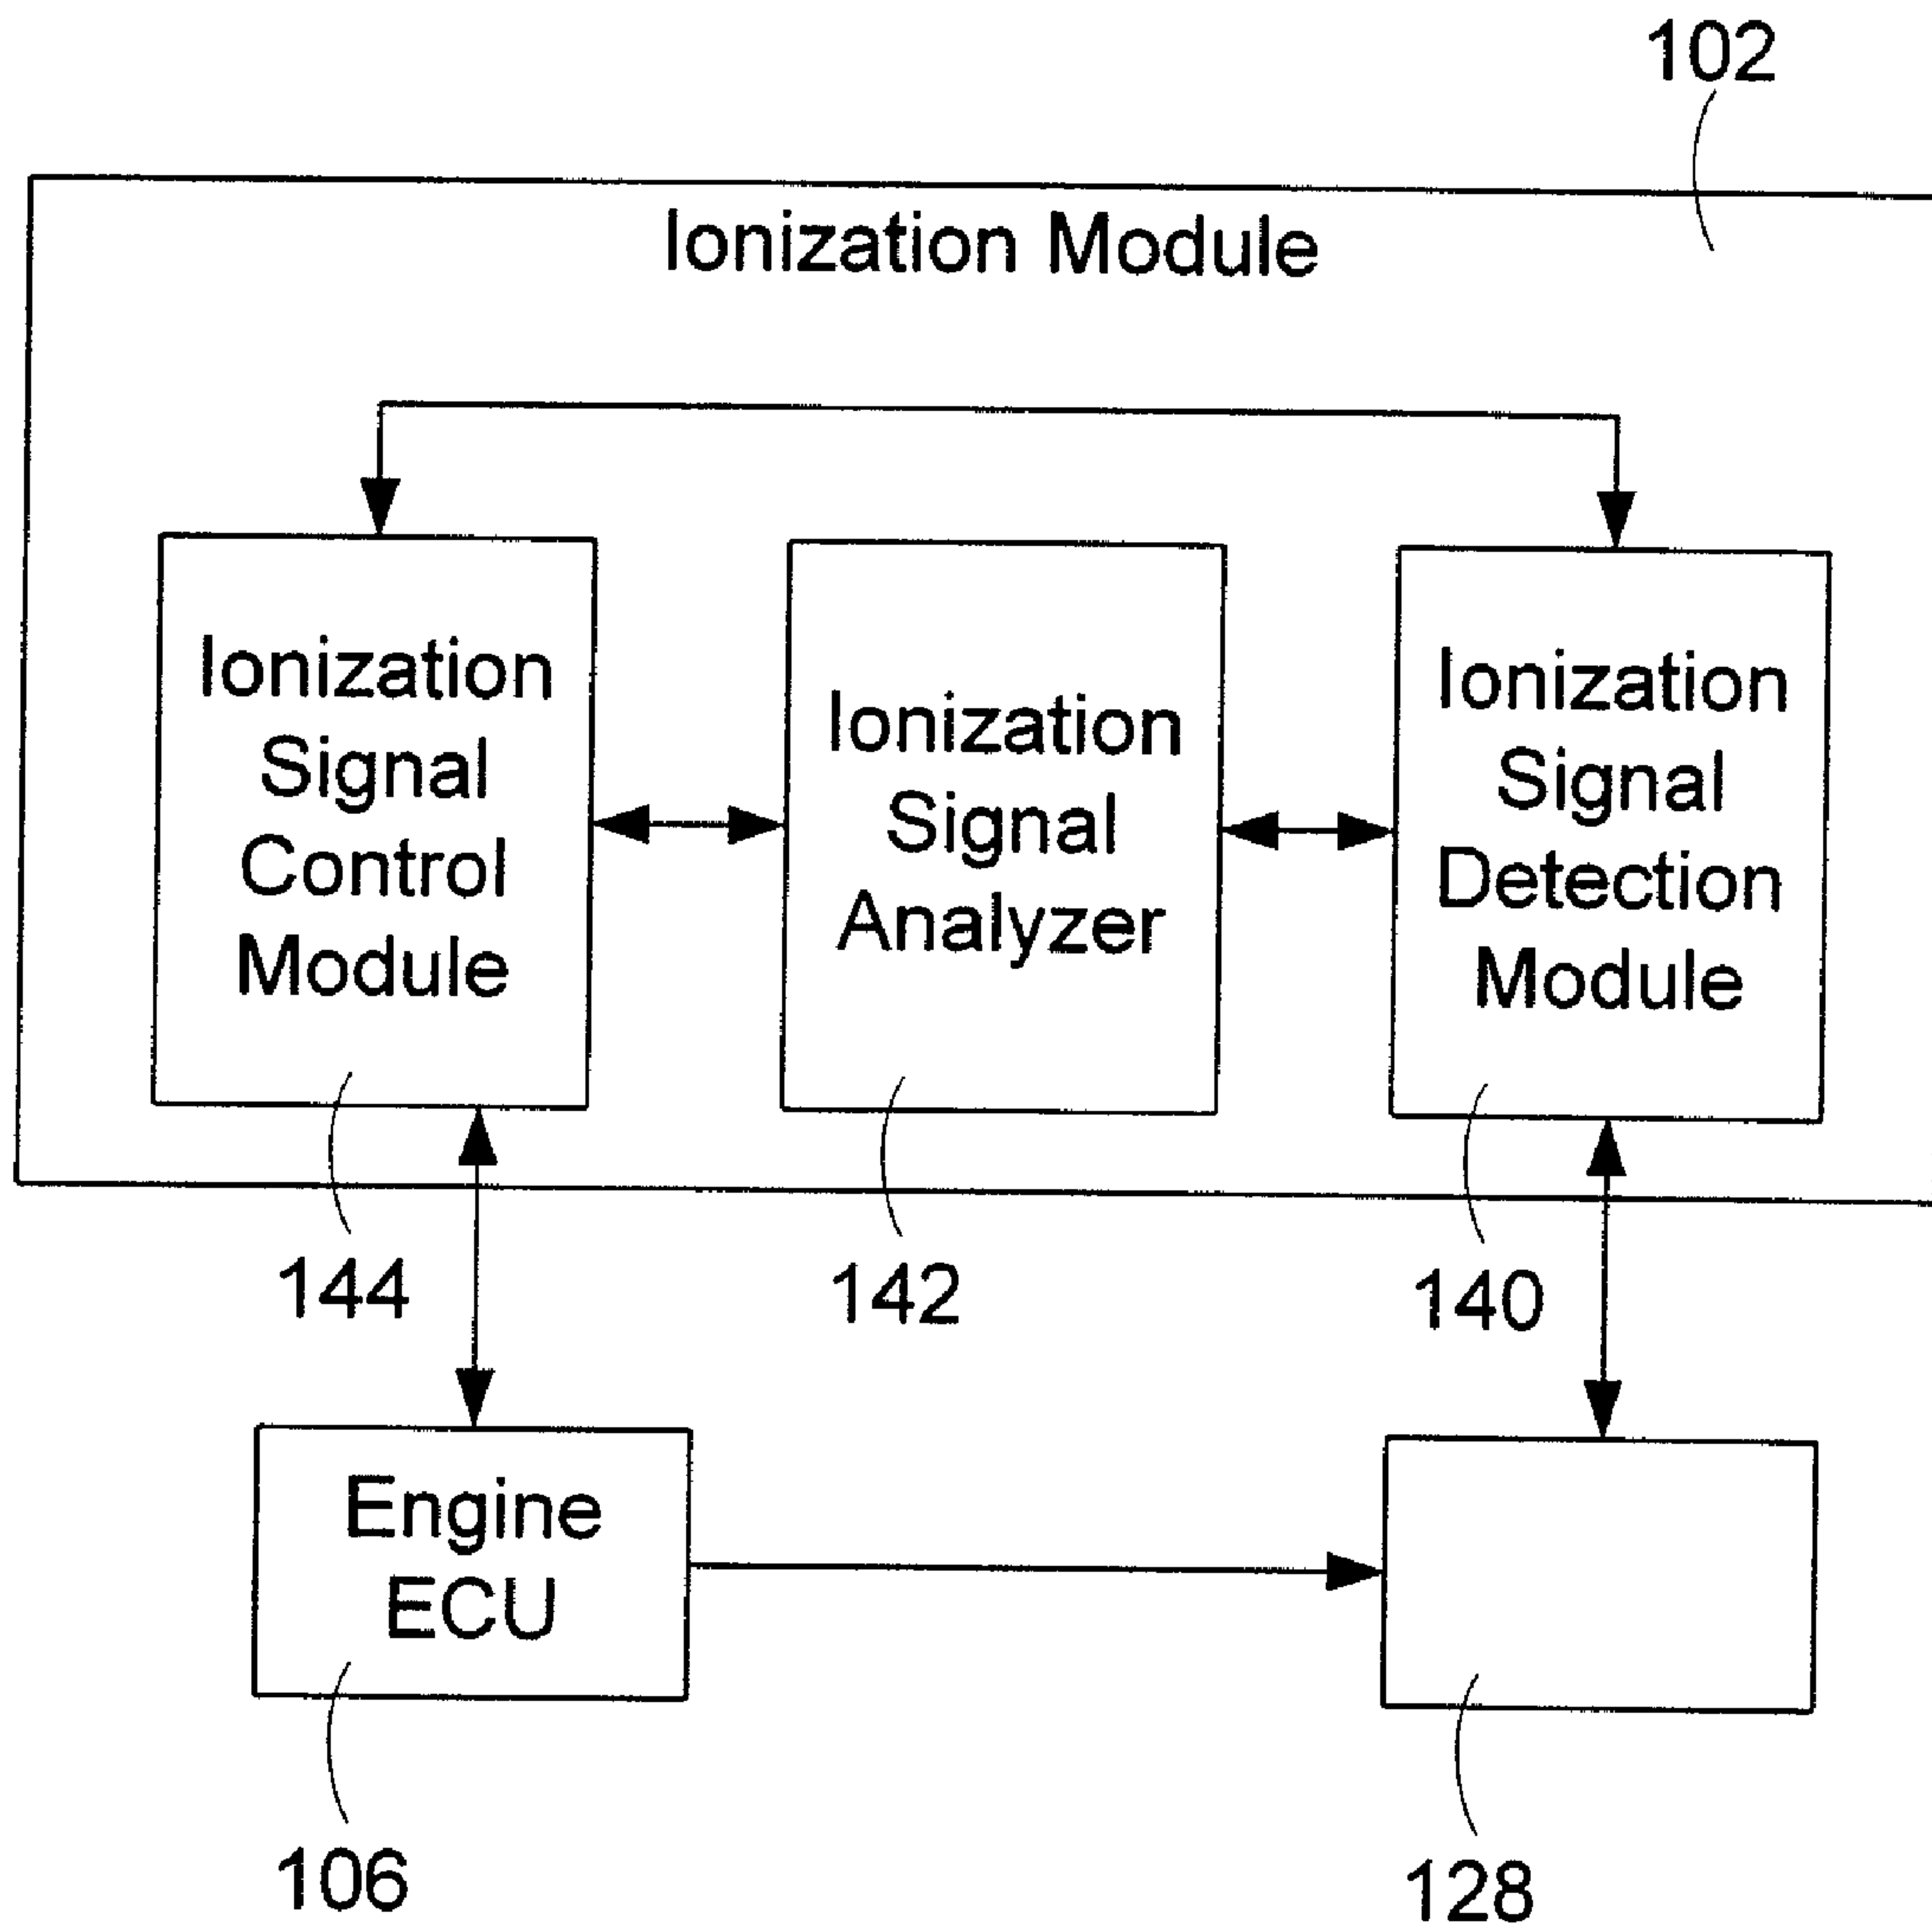 102
Ionization Module
Ionization
Signal
Control
Module
Ionization
Signal
Analyzer
Ionization
Signal
Detection
Module
144
142
140
Engine
ECU
106
128